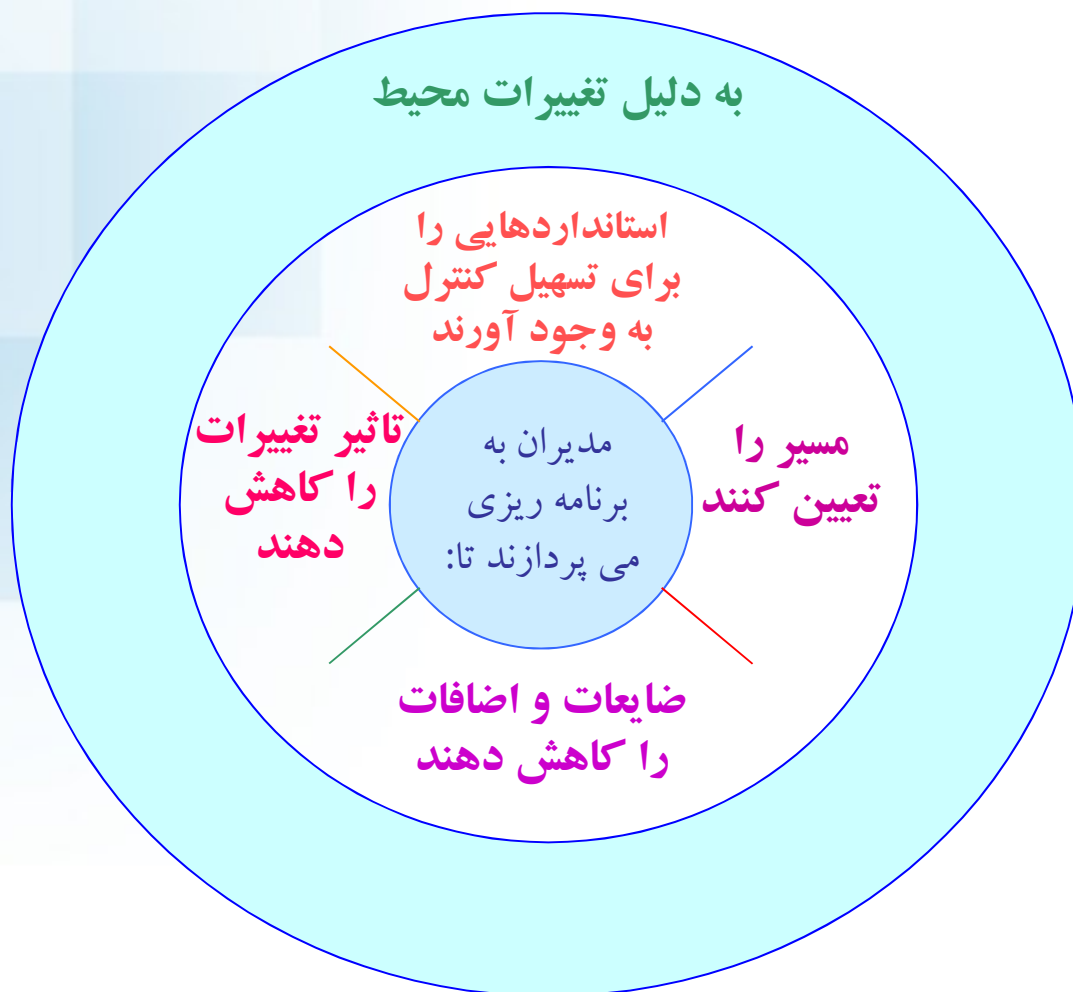 به دلیل تغییرات محیط
استانداردهایی را
برای تسهیل کنترل
به وجود آورند
مسیر را
تعیین کنند
مدیران به
برنامه ریزی
می پردازند تا:
تاثیر تغییرات
را کاهش
دهند
ضایعات و اضافات
را کاهش دهند